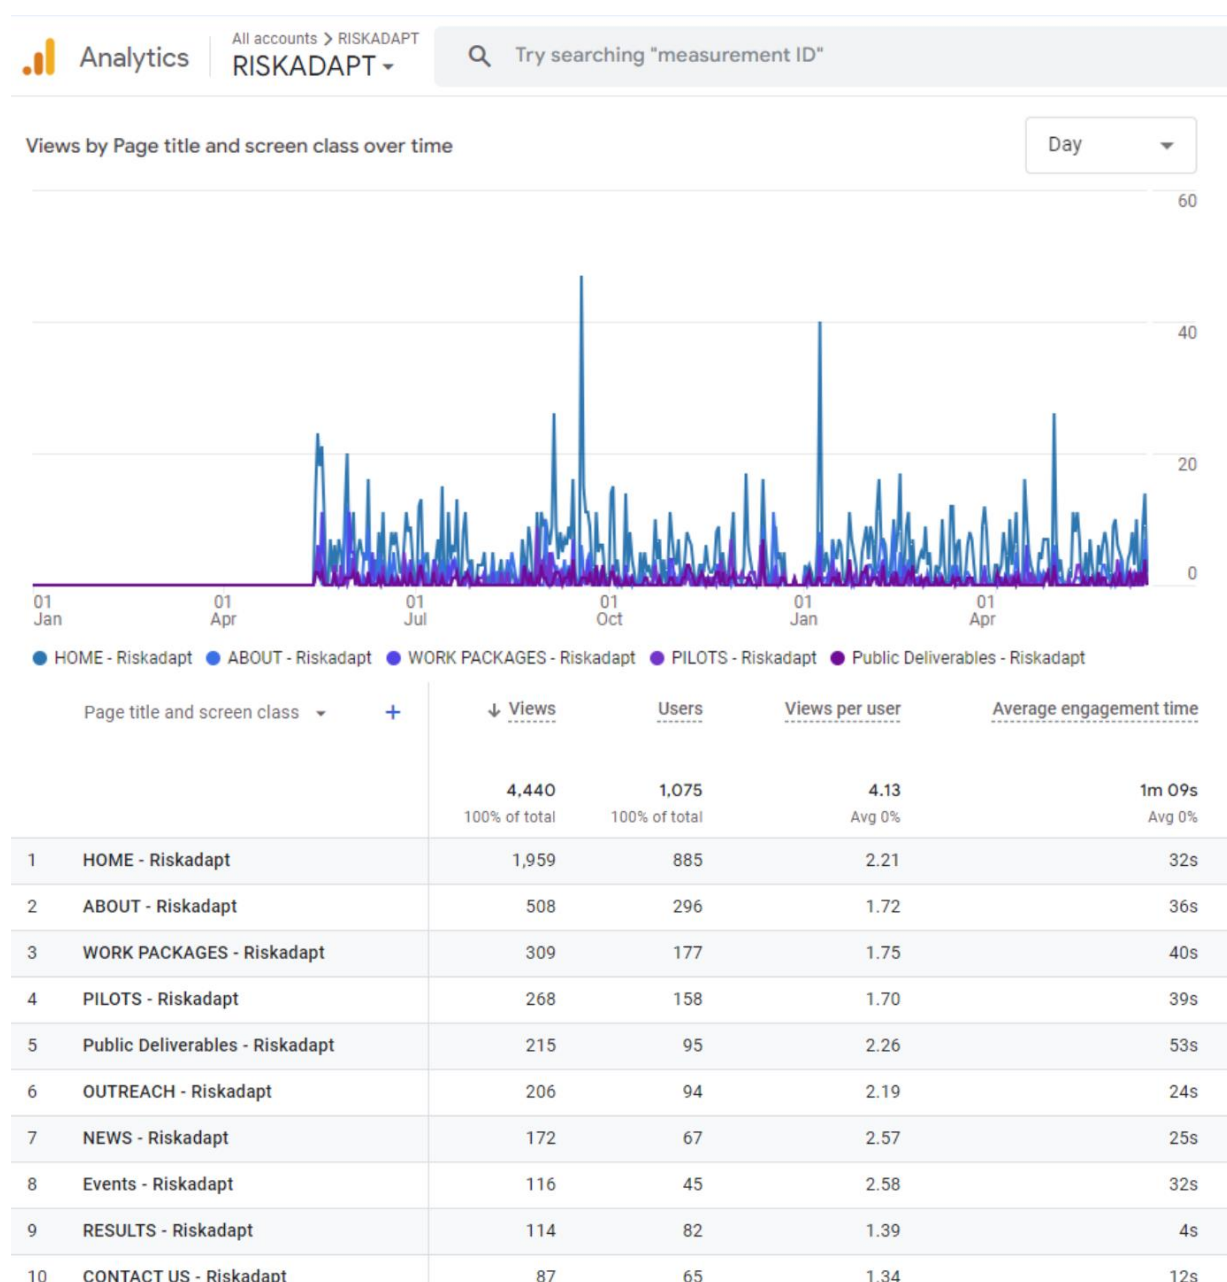 Analytics
All accounts > RISKADAPT
RISKADAPT
Try searching "measurement ID"
Views by Page title and screen class over time
Day
60
40
20
0
01 Jan
01 Apr
01 Jul
01 Oct
01 Jan
01 Apr
HOME - Riskadapt ABOUT - Riskadapt WORK PACKAGES - Riskadapt PILOTS - Riskadapt Public Deliverables - Riskadapt
Page title and screen class + ↓ Views Users Views per user Average engagement time
4,440 1,075 4.13 1m 09s
100% of total 100% of total Avg 0% Avg 0%
1 HOME - Riskadapt 1,959 885 2.21 32s
2 ABOUT - Riskadapt 508 296 1.72 36s
3 WORK PACKAGES - Riskadapt 309 177 1.75 40s
4 PILOTS - Riskadapt 268 158 1.70 39s
5 Public Deliverables - Riskadapt 215 95 2.26 53s
6 OUTREACH - Riskadapt 206 94 2.19 24s
7 NEWS - Riskadapt 172 67 2.57 25s
8 Events - Riskadapt 116 45 2.58 32s
9 RESULTS - Riskadapt 114 82 1.39 4s
10 CONTACT US - Riskadapt 87 65 1.34 12s